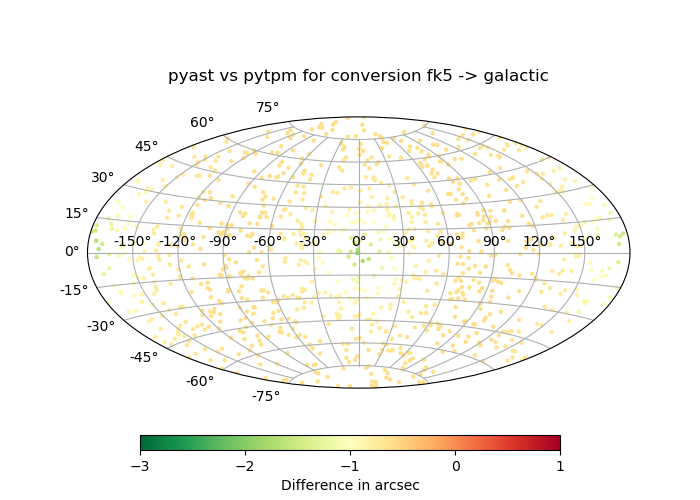 pyast vs pytpm for conversion fk5 -> galactic
75°
60°
45°
30°
15°
0°
-150° -120° -90° -60° -30° 0° 30° 60° 90° 120° 150°
-15°
-30°
-45°
-60°
-75°
−3 −2 −1 0 1
Difference in arcsec